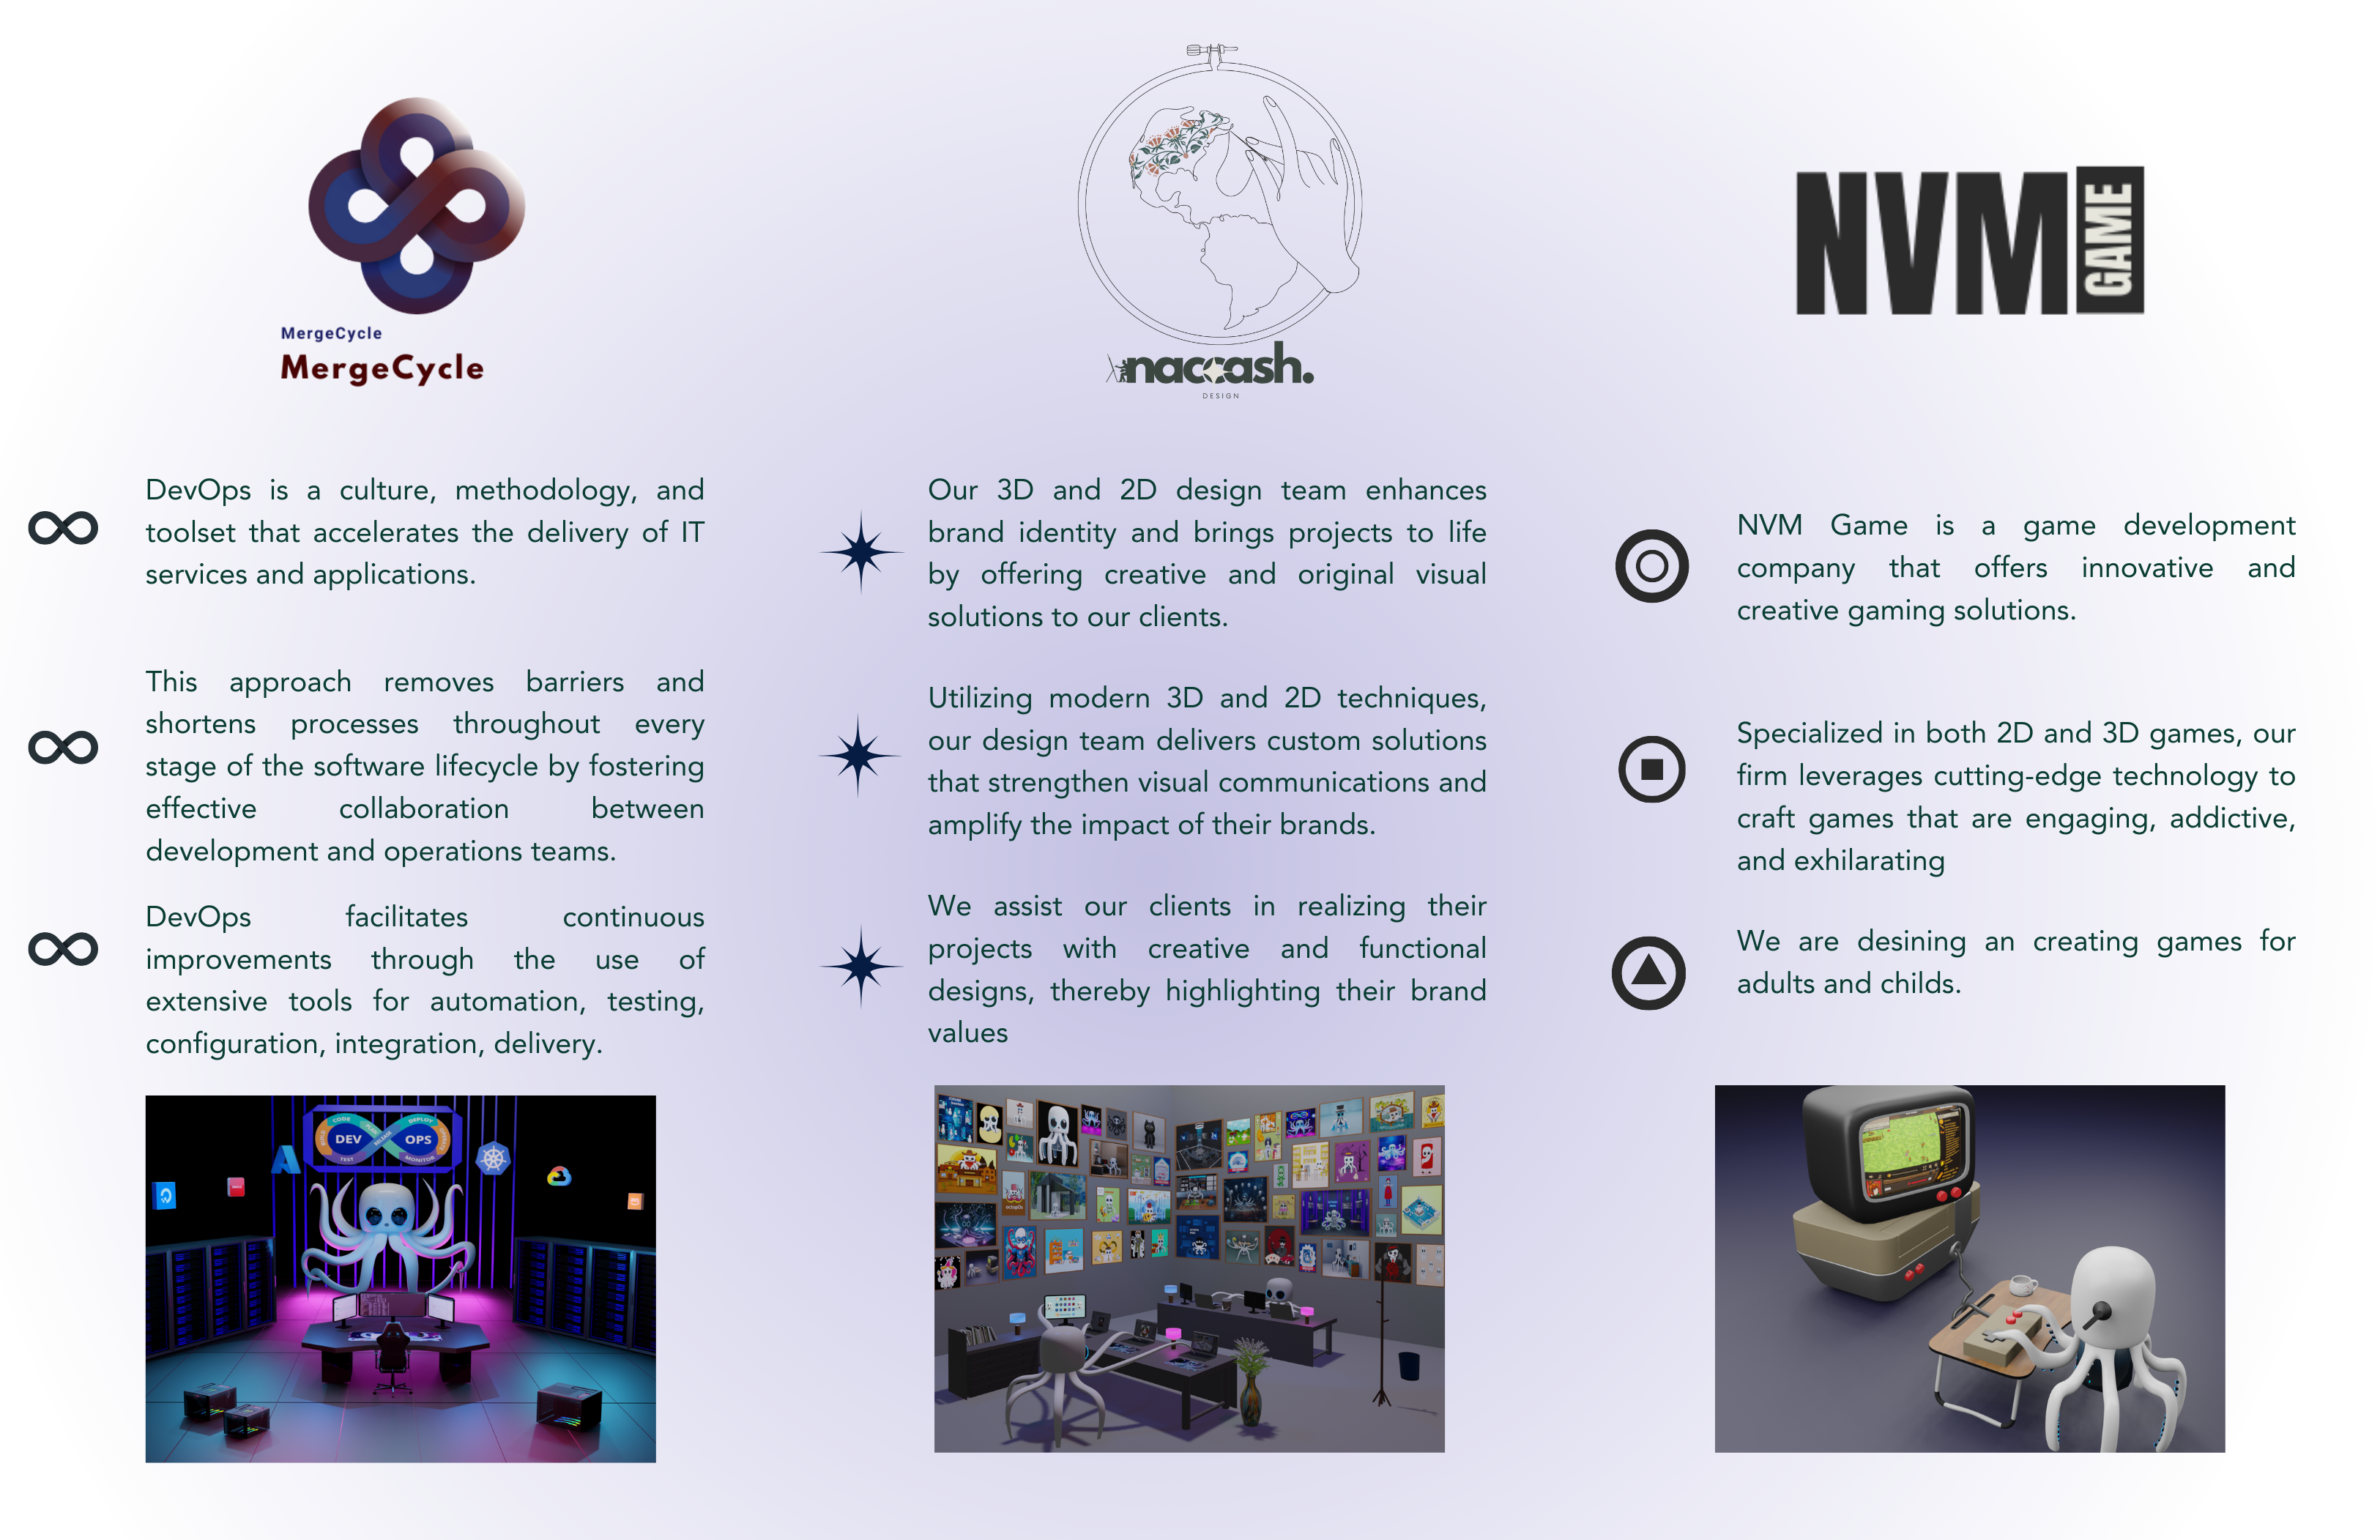 MergeCycle
MergeCycle
DevOps is a culture, methodology, and
toolset that accelerates the delivery of IT
services and applications.
This approach removes barriers and
shortens processes throughout every
stage of the software lifecycle by fostering
effective collaboration between
development and operations teams.
DevOps facilitates continuous
improvements through the use of
extensive tools for automation, testing,
configuration, integration, delivery.
CODE
DEPLOY
PLAN
RELEASE
DEV
OPS
TEST
MONITOR
naccash.
DESIGN
Our 3D and 2D design team enhances
brand identity and brings projects to life
by offering creative and original visual
solutions to our clients.
Utilizing modern 3D and 2D techniques,
our design team delivers custom solutions
that strengthen visual communications and
amplify the impact of their brands.
We assist our clients in realizing their
projects with creative and functional
designs, thereby highlighting their brand
values
NVM
GAME
NVM Game is a game development
company that offers innovative and
creative gaming solutions.
Specialized in both 2D and 3D games, our
firm leverages cutting-edge technology to
craft games that are engaging, addictive,
and exhilarating
We are desining an creating games for
adults and childs.